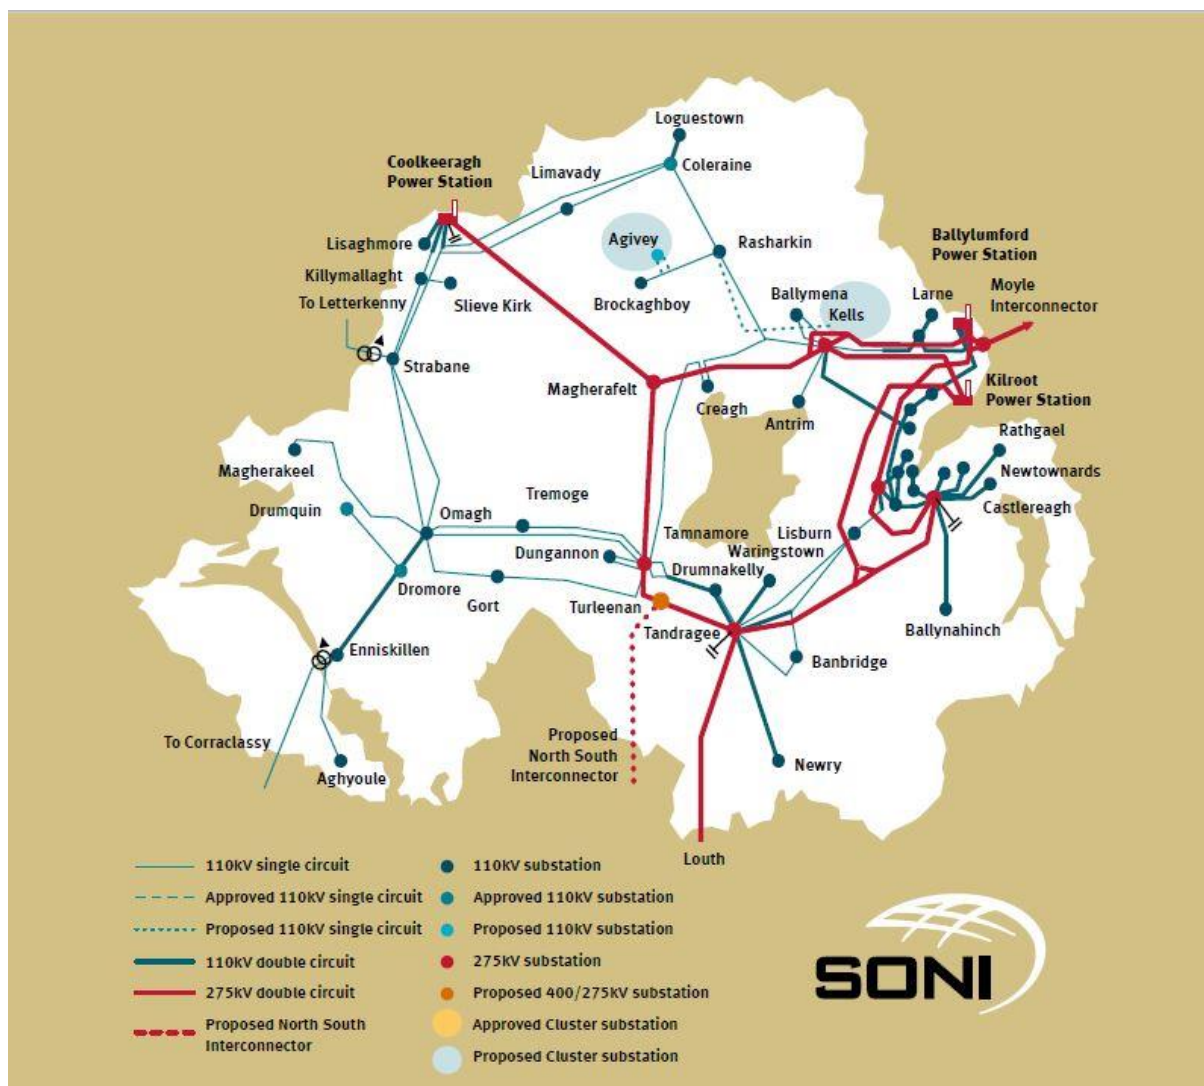 Loguestown
Coolkeeragh
Power Station
Limavady
Coleraine
Lisaghmore
Agivey
Rasharkin
Ballylumford
Power Station
Killymallaght
To Letterkenny
Slieve Kirk
Brockaghboy
Ballymena
Kells
Larne
Moyle
Interconnector
Strabane
Magherafelt
Creagh
Antrim
Kilroot
Power Station
Rathgael
Magherakeel
Newtownards
Drumquin
Omagh
Tremoge
Castlereagh
Tamnamore
Lisburn
Dungannon
Waringstown
Drumnakelly
Dromore
Gort
Turleenan
Tandragee
Ballynahinch
Enniskillen
Banbridge
To Corraclassy
Proposed
North South
Interconnector
Aghyoule
Newry
Louth
110kV single circuit
Approved 110kV single circuit
Proposed 110kV single circuit
110kV double circuit
275kV double circuit
Proposed North South
Interconnector
110kV substation
Approved 110kV substation
Proposed 110kV substation
275kV substation
Proposed 400/275kV substation
Approved Cluster substation
Proposed Cluster substation
SONI